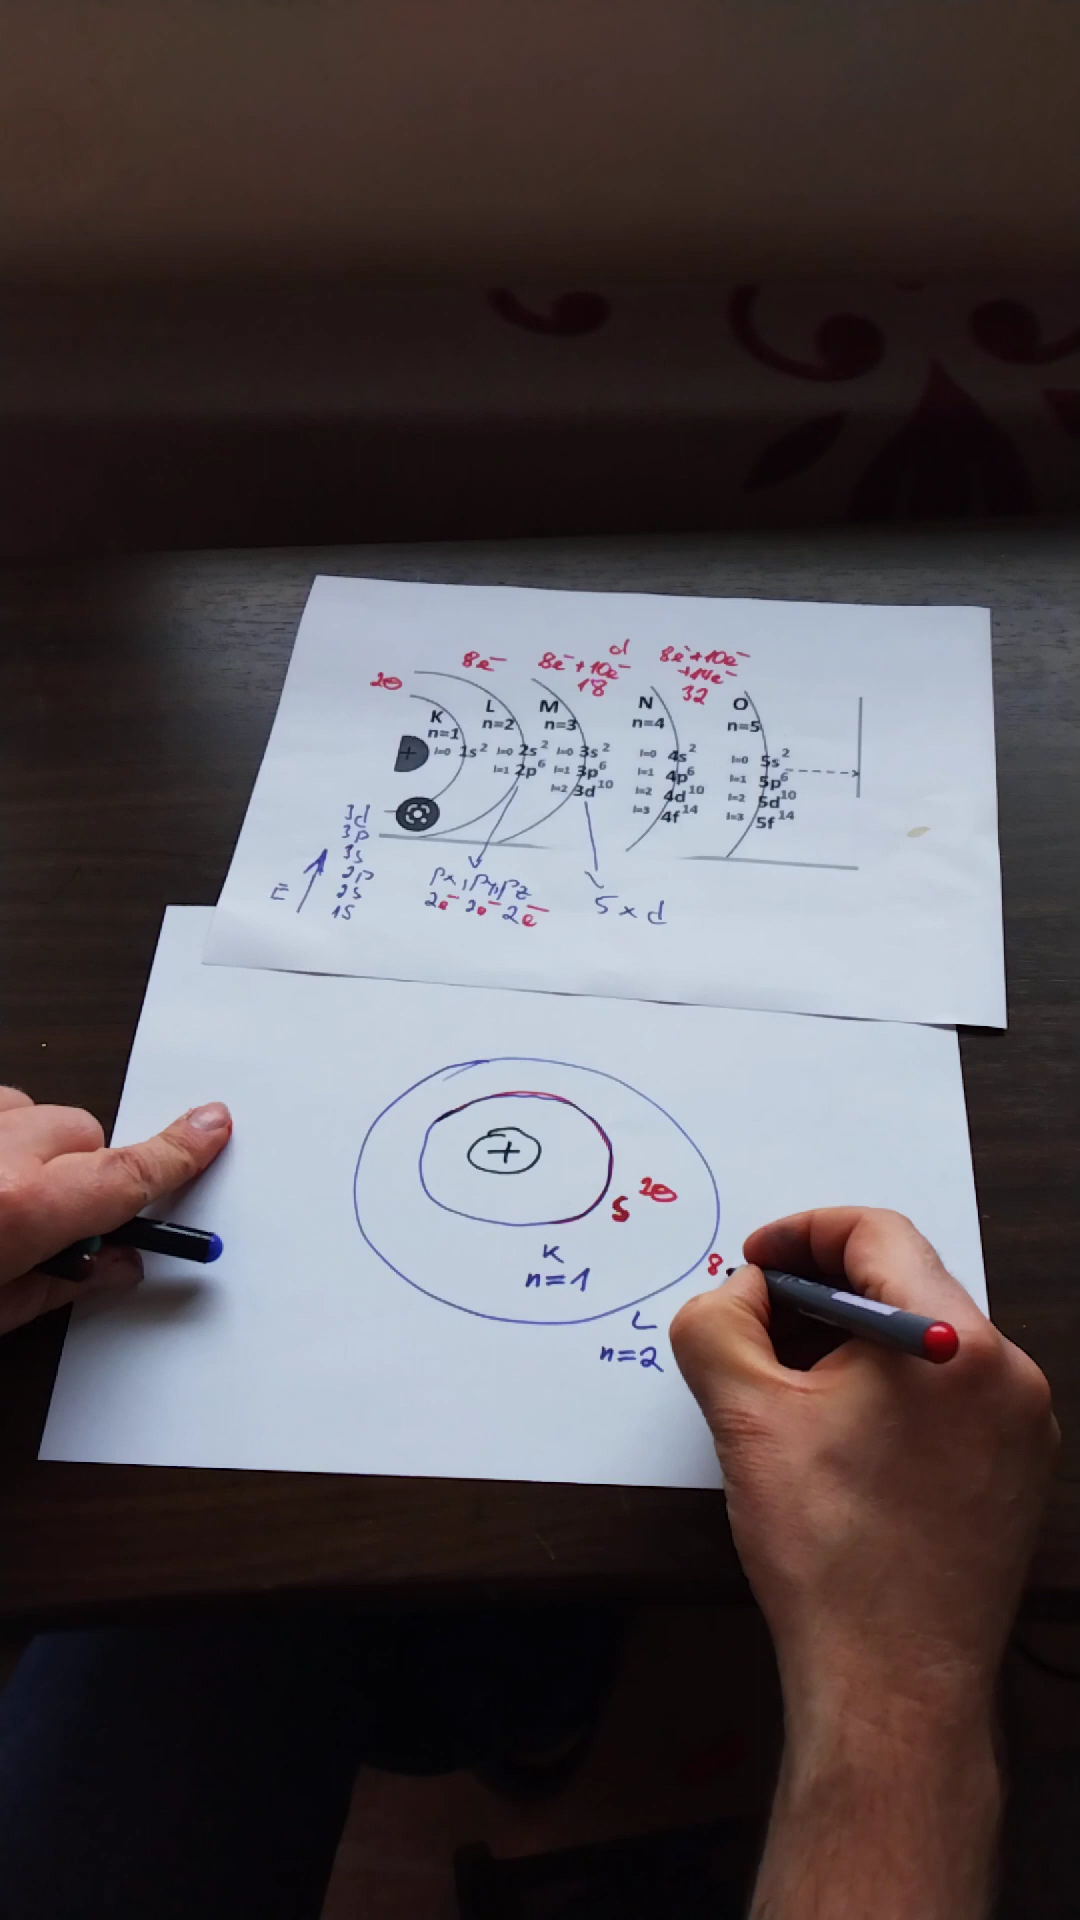 d
8e⁻
8e⁻+10e⁻
18
8e⁻+10e⁻
+14e⁻
32
2⊖
K
n=1
l=0 1s²
L
n=2
l=0 2s²
l=1 2p⁶
M
n=3
l=0 3s²
l=1 3p⁶
l=2 3d¹⁰
N
n=4
l=0 4s²
l=1 4p⁶
l=2 4d¹⁰
l=3 4f¹⁴
O
n=5
l=0 5s²
l=1 5p⁶
l=2 5d¹⁰
l=3 5f¹⁴
+
3d
3p
3s
2p
2s
1s
E
px, py, pz
2e⁻ 2e⁻ 2e⁻
5 x d
+
s 2⊖
K
n=1
8
L
n=2